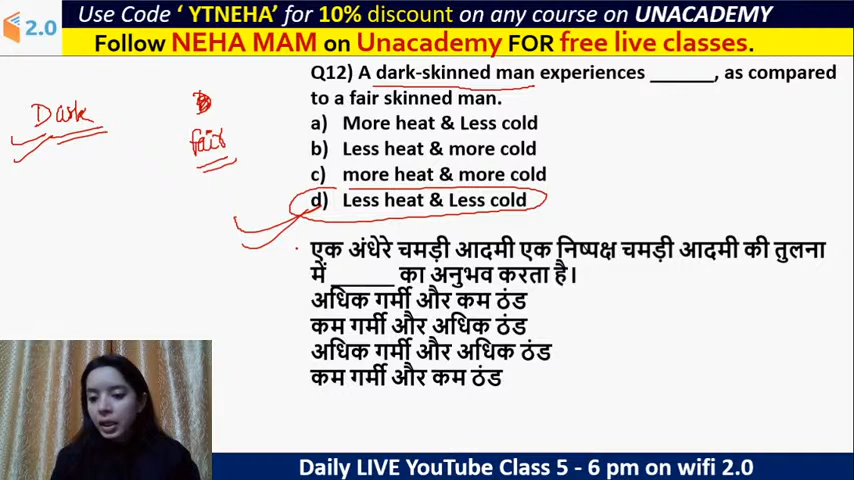 Use Code ‘ YTNEHA’ for 10% discount on any course on UNACADEMY
2.0
Follow NEHA MAM on Unacademy FOR free live classes.
Dark
fair
Q12) A dark-skinned man experiences ______, as compared
to a fair skinned man.
a) More heat & Less cold
b) Less heat & more cold
c) more heat & more cold
d) Less heat & Less cold
एक अंधेरे चमड़ी आदमी एक निष्पक्ष चमड़ी आदमी की तुलना
में ______ का अनुभव करता है।
अधिक गर्मी और कम ठंड
कम गर्मी और अधिक ठंड
अधिक गर्मी और अधिक ठंड
कम गर्मी और कम ठंड
Daily LIVE YouTube Class 5 - 6 pm on wifi 2.0